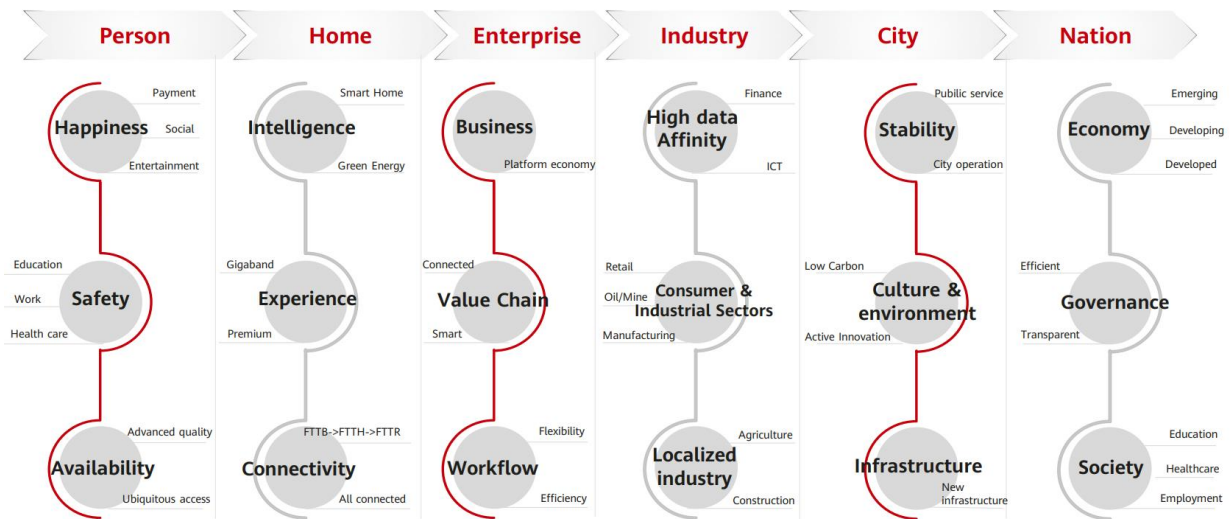 Person
Home
Enterprise
Industry
City
Nation
Payment
Happiness
Social
Entertainment
Education
Work
Safety
Health care
Advanced quality
Availability
Ubiquitous access
Smart Home
Intelligence
Green Energy
Gigaband
Experience
Premium
FTTB->FTTH->FTTR
Connectivity
All connected
Business
Platform economy
Connected
Value Chain
Smart
Flexibility
Workflow
Efficiency
Finance
High data
Affinity
ICT
Retail
Oil/Mine
Consumer &
Industrial Sectors
Manufacturing
Agriculture
Localized
industry
Construction
Pubilic service
Stability
City operation
Low Carbon
Culture &
environment
Active Innovation
Infrastructure
New
infrastructure
Emerging
Economy
Developing
Developed
Efficient
Governance
Transparent
Education
Society
Healthcare
Employment